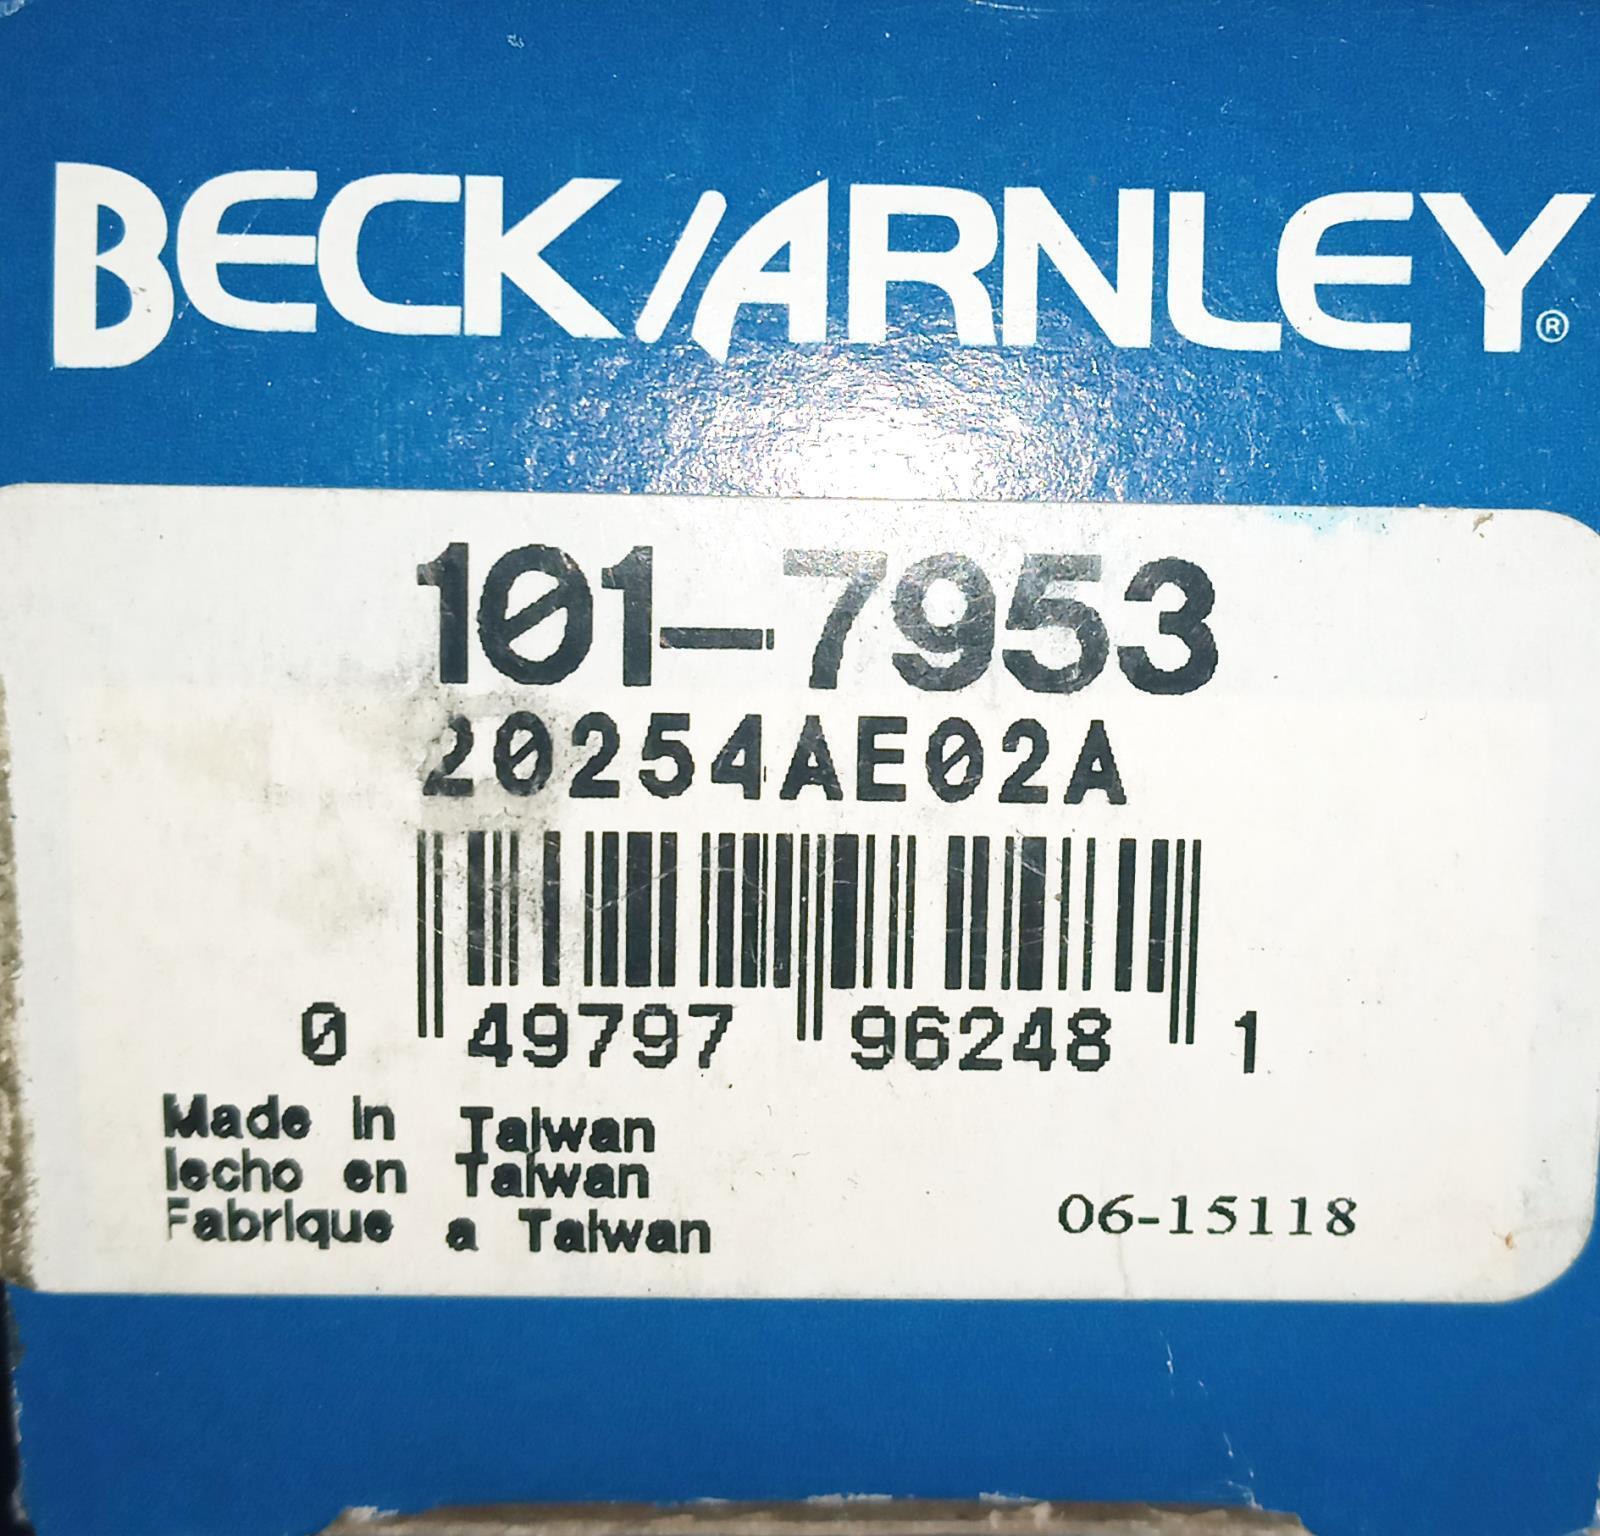 BECK/ARNLEY®
101-7953
20254AE02A
0 49797 96248 1
Made in Taiwan
lecho en Taiwan
Fabrique a Taiwan
06-15118